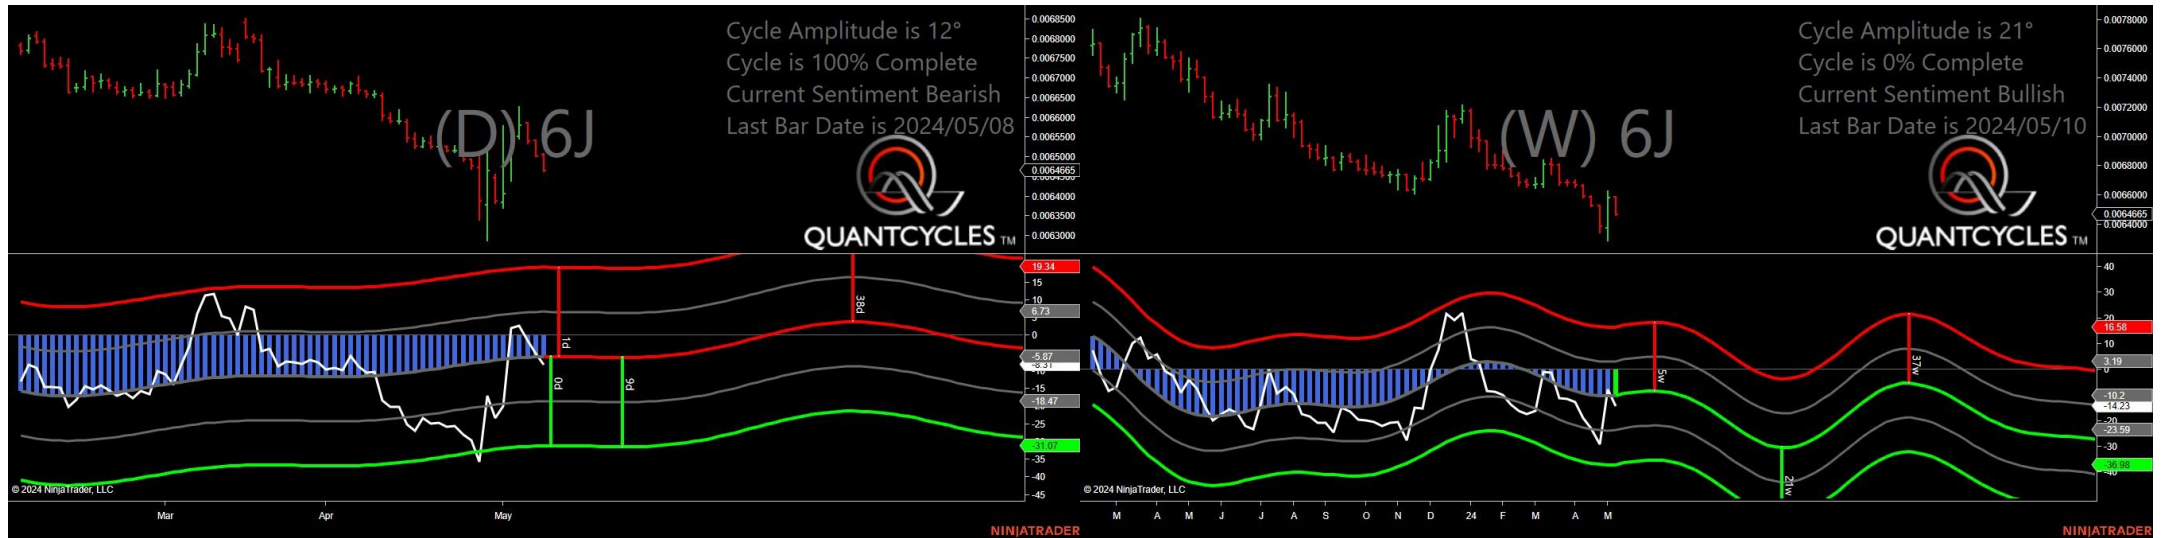 Cycle Amplitude is 12°
Cycle is 100% Complete
Current Sentiment Bearish
Last Bar Date is 2024/05/08
(D) 6J
QUANTCYCLES TM
0.0068500
0.0068000
0.0067500
0.0067000
0.0066500
0.0066000
0.0065500
0.0065000
0.0064665
0.0064000
0.0063500
0.0063000
19.34
15
10
6.73
5
0
-5.87
-8.31
-10
-15
-18.47
-25
-31.07
-35
-40
-45
1d
0d
9d
38d
© 2024 NinjaTrader, LLC
Mar
Apr
May
NINJATRADER
Cycle Amplitude is 21°
Cycle is 0% Complete
Current Sentiment Bullish
Last Bar Date is 2024/05/10
(W) 6J
QUANTCYCLES TM
0.0078000
0.0076000
0.0074000
0.0072000
0.0070000
0.0068000
0.0066000
0.0064665
0.0064000
40
30
20
16.58
10
3.19
0
-10.2
-14.23
-20
-23.59
-30
-36.98
-40
5w
21w
37w
© 2024 NinjaTrader, LLC
M A M J J A S O N D 24 F M A M
NINJATRADER